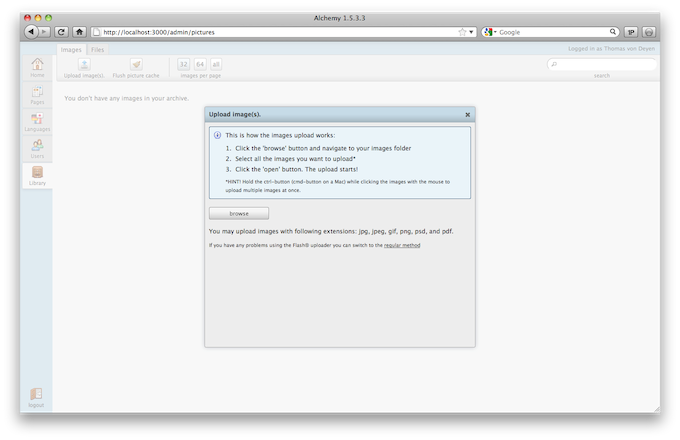 Alchemy 1.5.3.3
http://localhost:3000/admin/pictures
Google
1P
Images
Files
Logged in as Thomas von Deyen
Home
Upload image(s)
Flush picture cache
32
64
all
images per page
search
Pages
You don't have any images in your archive.
Languages
Users
Library
Upload image(s).
This is how the images upload works:
1. Click the 'browse' button and navigate to your images folder
2. Select all the images you want to upload*
3. Click the 'open' button. The upload starts!
*HINT! Hold the ctrl-button (cmd-button on a Mac) while clicking the images with the mouse to
upload multiple images at once.
browse
You may upload images with following extensions: jpg, jpeg, gif, png, psd, and pdf.
If you have any problems using the Flash® uploader you can switch to the regular method
logout